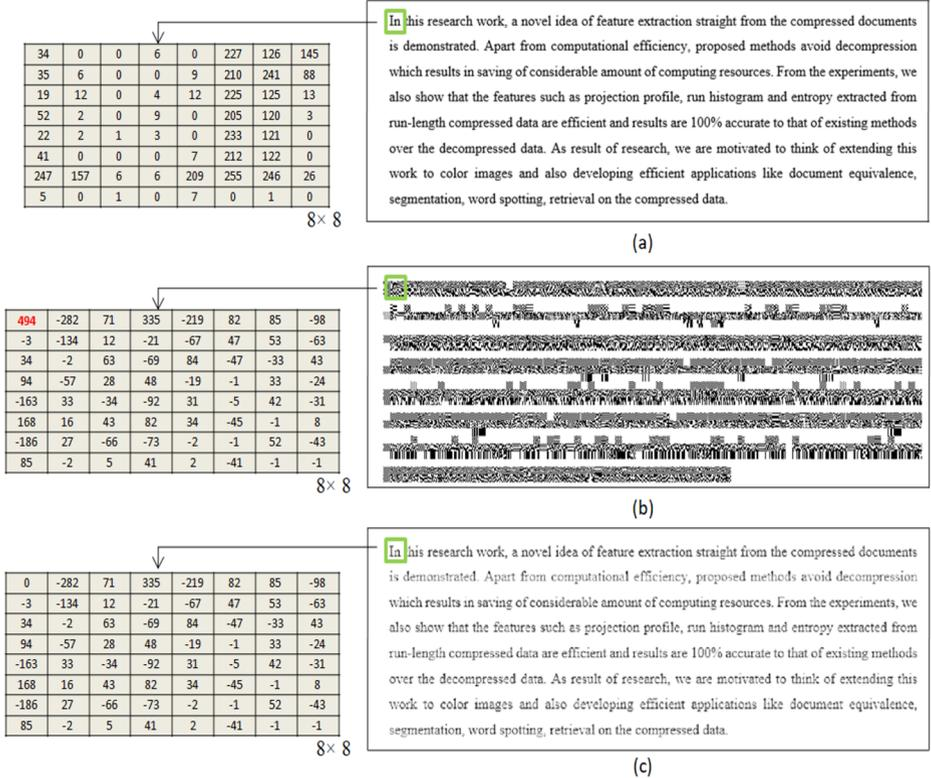 34 0 0 6 0 227 126 145
35 6 0 0 9 210 241 88
19 12 0 4 12 225 125 13
52 2 0 9 0 205 120 3
22 2 1 3 0 233 121 0
41 0 0 0 7 212 122 0
247 157 6 6 209 255 246 26
5 0 1 0 7 0 1 0
8× 8
In this research work, a novel idea of feature extraction straight from the compressed documents
is demonstrated. Apart from computational efficiency, proposed methods avoid decompression
which results in saving of considerable amount of computing resources. From the experiments, we
also show that the features such as projection profile, run histogram and entropy extracted from
run-length compressed data are efficient and results are 100% accurate to that of existing methods
over the decompressed data. As result of research, we are motivated to think of extending this
work to color images and also developing efficient applications like document equivalence,
segmentation, word spotting, retrieval on the compressed data.
(a)
494 -282 71 335 -219 82 85 -98
-3 -134 12 -21 -67 47 53 -63
34 -2 63 -69 84 -47 -33 43
94 -57 28 48 -19 -1 33 -24
-163 33 -34 -92 31 -5 42 -31
168 16 43 82 34 -45 -1 8
-186 27 -66 -73 -2 -1 52 -43
85 -2 5 41 2 -41 -1 -1
8× 8
(b)
0 -282 71 335 -219 82 85 -98
-3 -134 12 -21 -67 47 53 -63
34 -2 63 -69 84 -47 -33 43
94 -57 28 48 -19 -1 33 -24
-163 33 -34 -92 31 -5 42 -31
168 16 43 82 34 -45 -1 8
-186 27 -66 -73 -2 -1 52 -43
85 -2 5 41 2 -41 -1 -1
8× 8
In this research work, a novel idea of feature extraction straight from the compressed documents
is demonstrated. Apart from computational efficiency, proposed methods avoid decompression
which results in saving of considerable amount of computing resources. From the experiments, we
also show that the features such as projection profile, run histogram and entropy extracted from
run-length compressed data are efficient and results are 100% accurate to that of existing methods
over the decompressed data. As result of research, we are motivated to think of extending this
work to color images and also developing efficient applications like document equivalence,
segmentation, word spotting, retrieval on the compressed data.
(c)